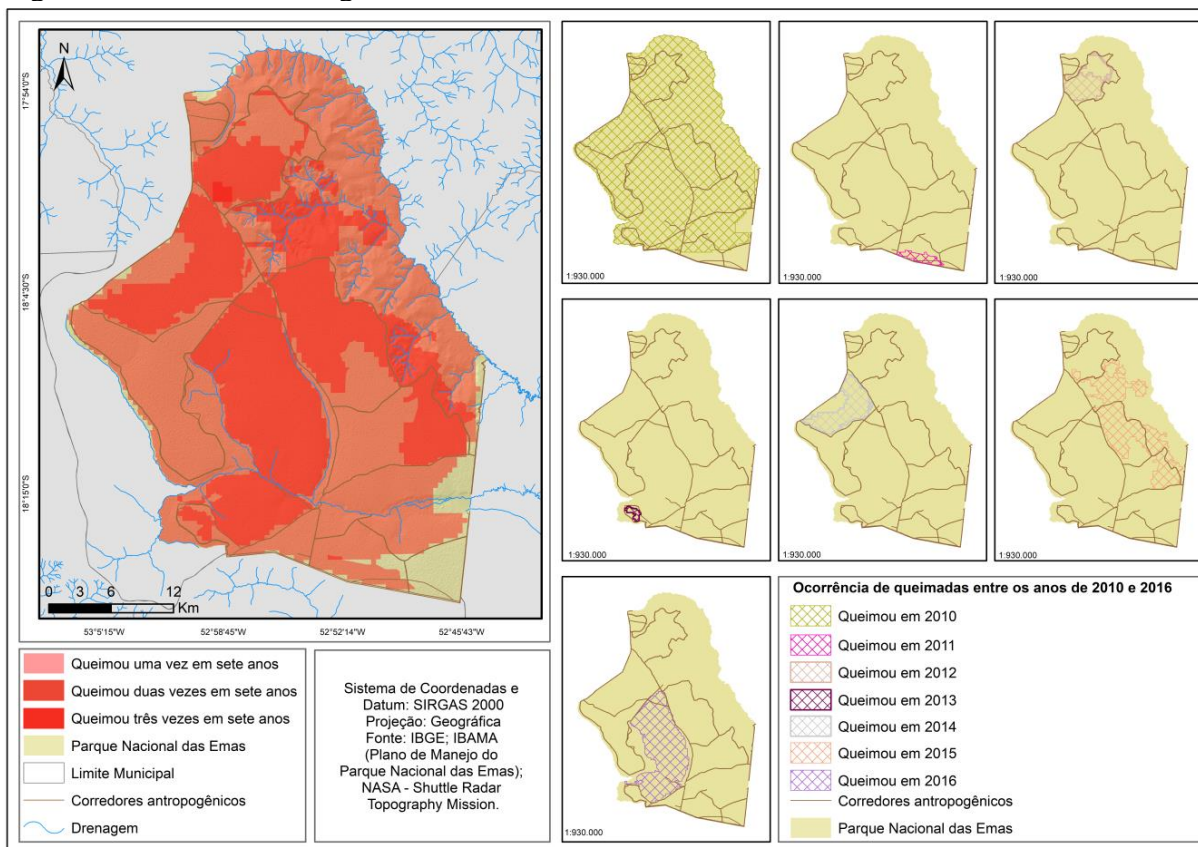 N
17°54'0"S
18°4'30"S
18°15'0"S
0 3 6 12
Km
53°5'15"W 52°58'45"W 52°52'14"W 52°45'43"W
Queimou uma vez em sete anos
Queimou duas vezes em sete anos
Queimou três vezes em sete anos
Parque Nacional das Emas
Limite Municipal
Corredores antropogênicos
Drenagem
Sistema de Coordenadas e
Datum: SIRGAS 2000
Projeção: Geográfica
Fonte: IBGE; IBAMA
(Plano de Manejo do
Parque Nacional das Emas);
NASA - Shuttle Radar
Topography Mission.
1:930.000
1:930.000
1:930.000
1:930.000
1:930.000
1:930.000
1:930.000
Ocorrência de queimadas entre os anos de 2010 e 2016
Queimou em 2010
Queimou em 2011
Queimou em 2012
Queimou em 2013
Queimou em 2014
Queimou em 2015
Queimou em 2016
Corredores antropogênicos
Parque Nacional das Emas